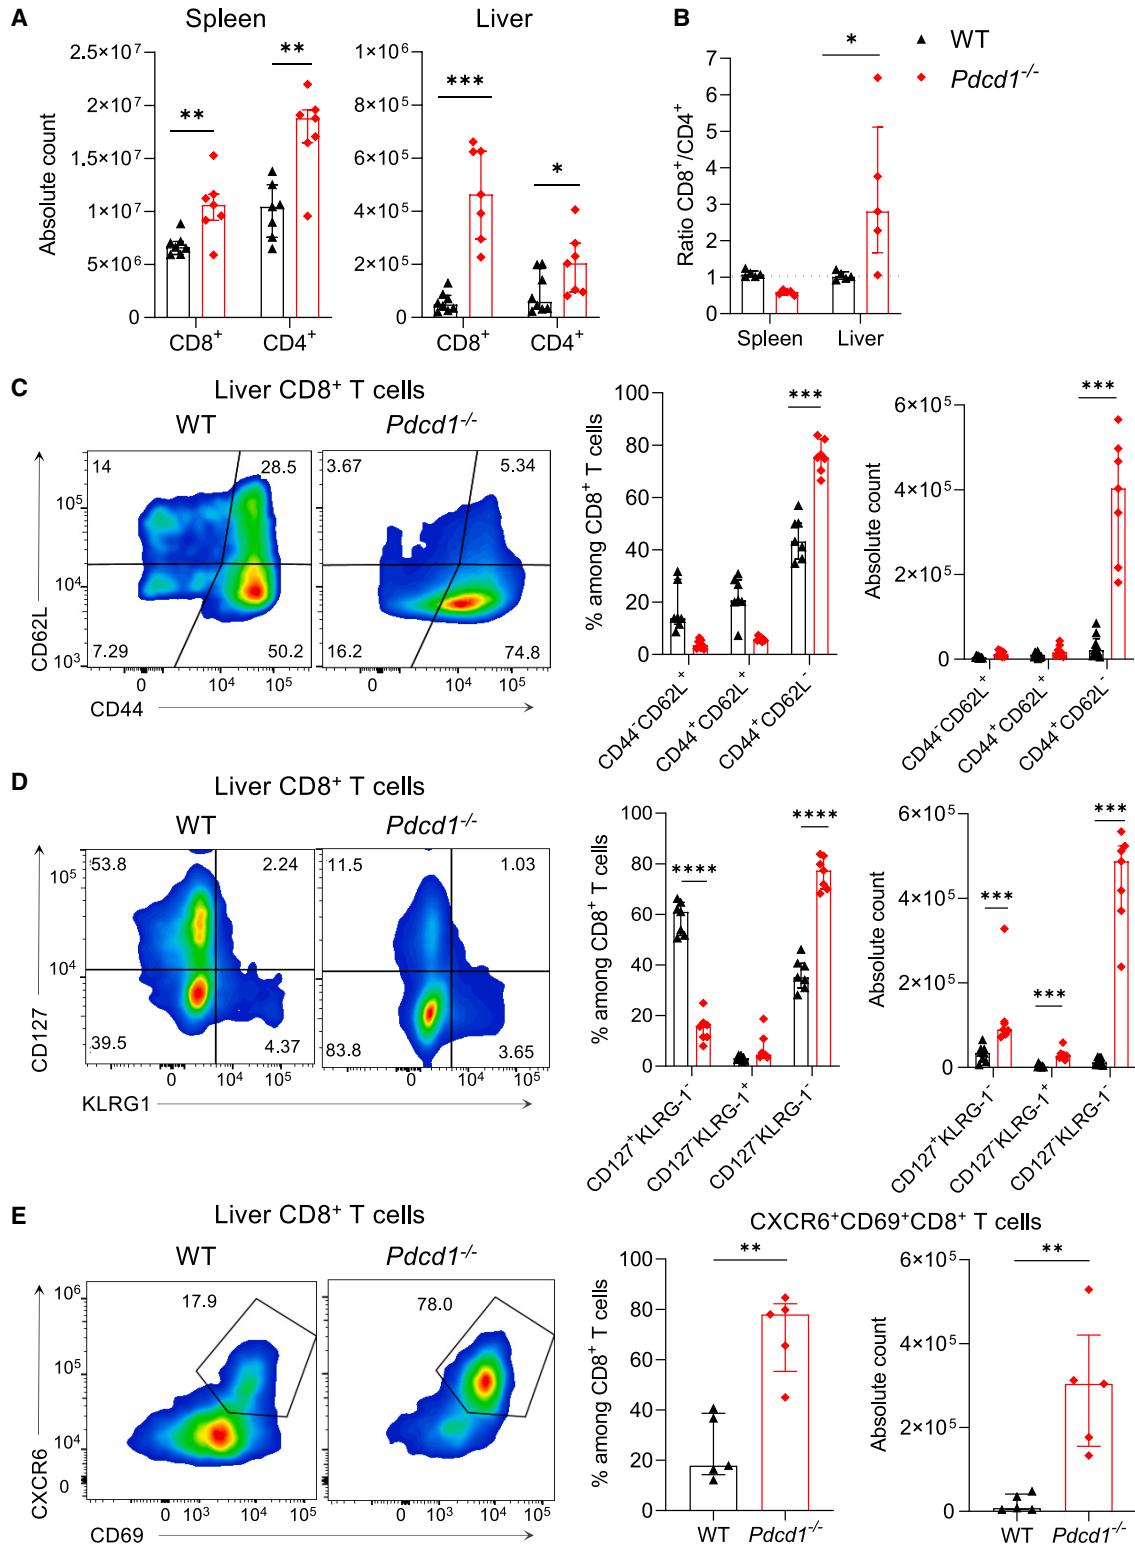 A
Spleen
Liver
Absolute count
2.5×10⁷
2×10⁷
1.5×10⁷
1×10⁷
5×10⁶
0
**
**
CD8⁺
CD4⁺
1×10⁶
8×10⁵
6×10⁵
4×10⁵
2×10⁵
0
***
*
CD8⁺
CD4⁺
B
Ratio CD8⁺/CD4⁺
7
6
5
4
3
2
1
0
*
Spleen
Liver
WT
Pdcd1⁻/⁻
C
Liver CD8⁺ T cells
WT
Pdcd1⁻/⁻
14
28.5
7.29
50.2
3.67
5.34
16.2
74.8
CD62L
10⁵
10⁴
10³
0
10⁴
10⁵
0
10⁴
10⁵
CD44
% among CD8⁺ T cells
100
80
60
40
20
0
***
CD44⁻CD62L⁺
CD44⁺CD62L⁺
CD44⁺CD62L⁻
Absolute count
6×10⁵
4×10⁵
2×10⁵
0
***
CD44⁻CD62L⁺
CD44⁺CD62L⁺
CD44⁺CD62L⁻
D
Liver CD8⁺ T cells
WT
Pdcd1⁻/⁻
53.8
2.24
39.5
4.37
11.5
1.03
83.8
3.65
CD127
10⁵
10⁴
0
10⁴
10⁵
0
10⁴
10⁵
KLRG1
% among CD8⁺ T cells
100
80
60
40
20
0
****
****
CD127⁺KLRG-1⁻
CD127⁻KLRG-1⁺
CD127⁻KLRG-1⁻
Absolute count
6×10⁵
4×10⁵
2×10⁵
0
***
***
***
CD127⁺KLRG-1⁻
CD127⁻KLRG-1⁺
CD127⁻KLRG-1⁻
E
Liver CD8⁺ T cells
WT
Pdcd1⁻/⁻
17.9
78.0
CXCR6
10⁶
10⁵
10⁴
0
0
10³
10⁴
10⁵
0
10³
10⁴
10⁵
CD69
CXCR6⁺CD69⁺CD8⁺ T cells
% among CD8⁺ T cells
100
80
60
40
20
0
**
WT
Pdcd1⁻/⁻
Absolute count
6×10⁵
4×10⁵
2×10⁵
0
**
WT
Pdcd1⁻/⁻